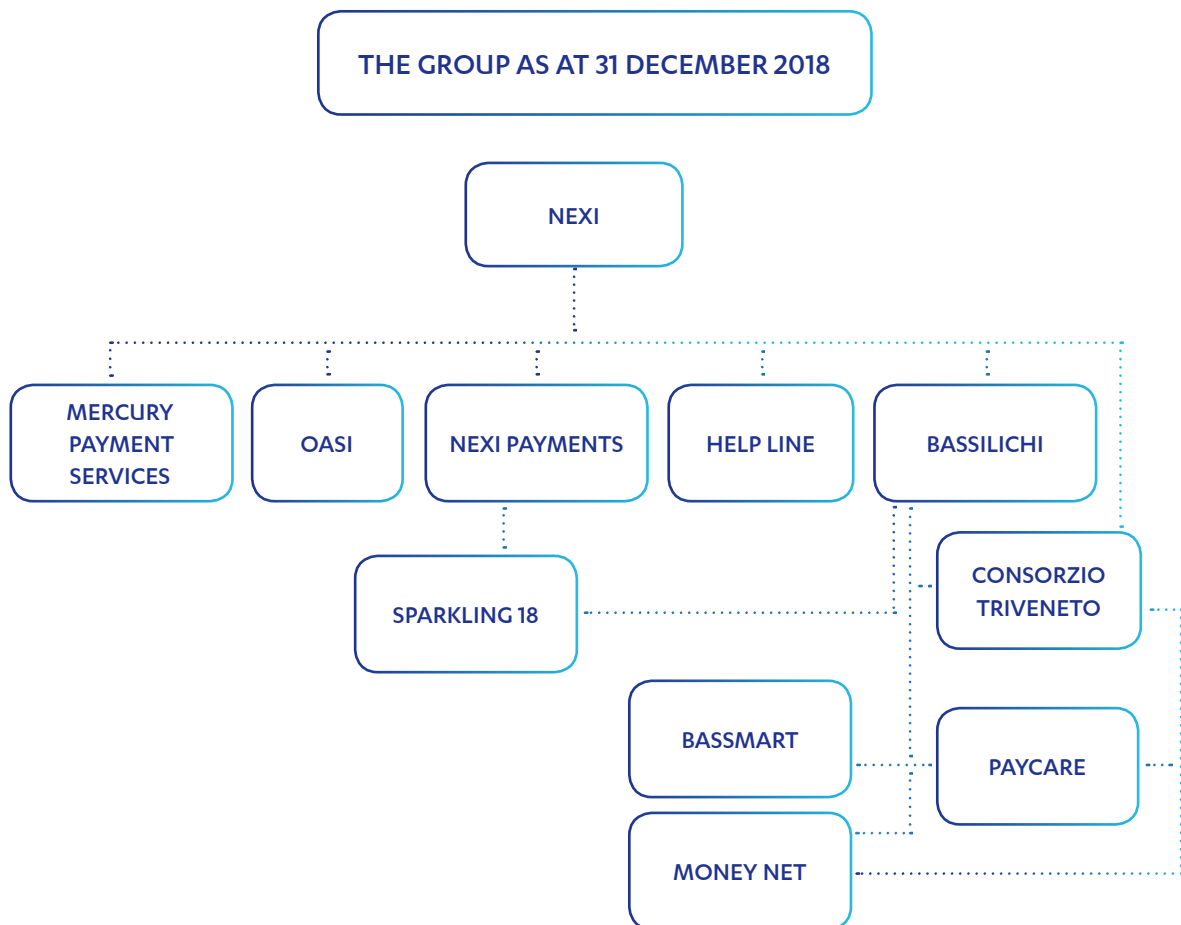 THE GROUP AS AT 31 DECEMBER 2018
NEXI
MERCURY
PAYMENT
SERVICES
OASI
NEXI PAYMENTS
HELP LINE
BASSILICHI
CONSORZIO
TRIVENETO
SPARKLING 18
BASSMART
PAYCARE
MONEY NET